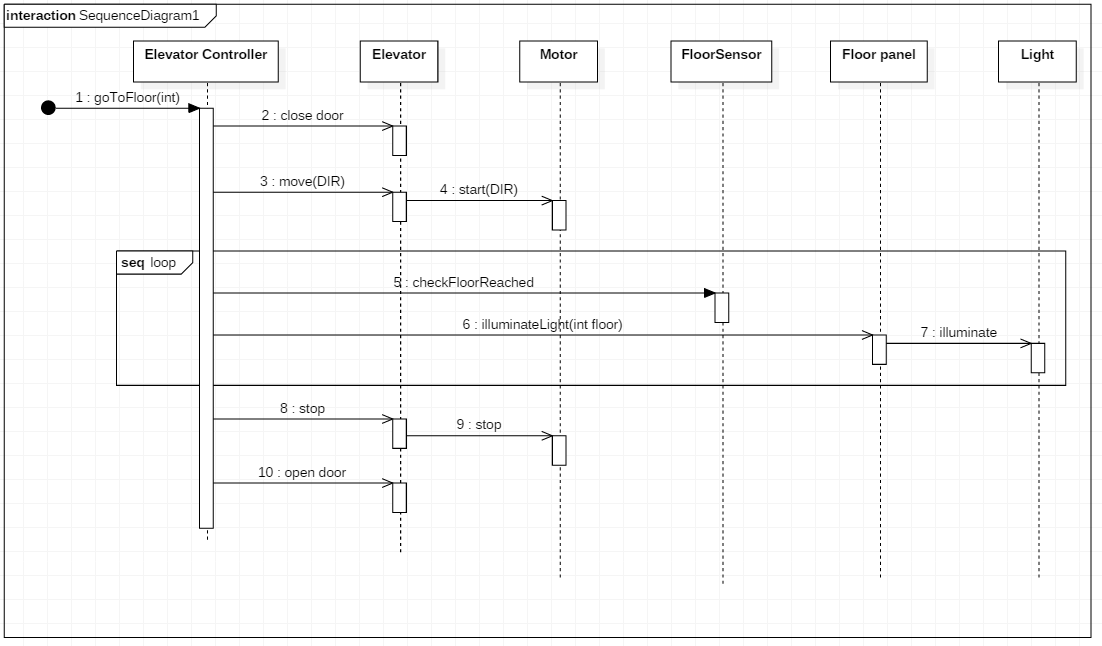 interaction SequenceDiagram1
Elevator Controller
Elevator
Motor
FloorSensor
Floor panel
Light
1 : goToFloor(int)
2 : close door
3 : move(DIR)
4 : start(DIR)
seq loop
5 : checkFloorReached
6 : illuminateLight(int floor)
7 : illuminate
8 : stop
9 : stop
10 : open door